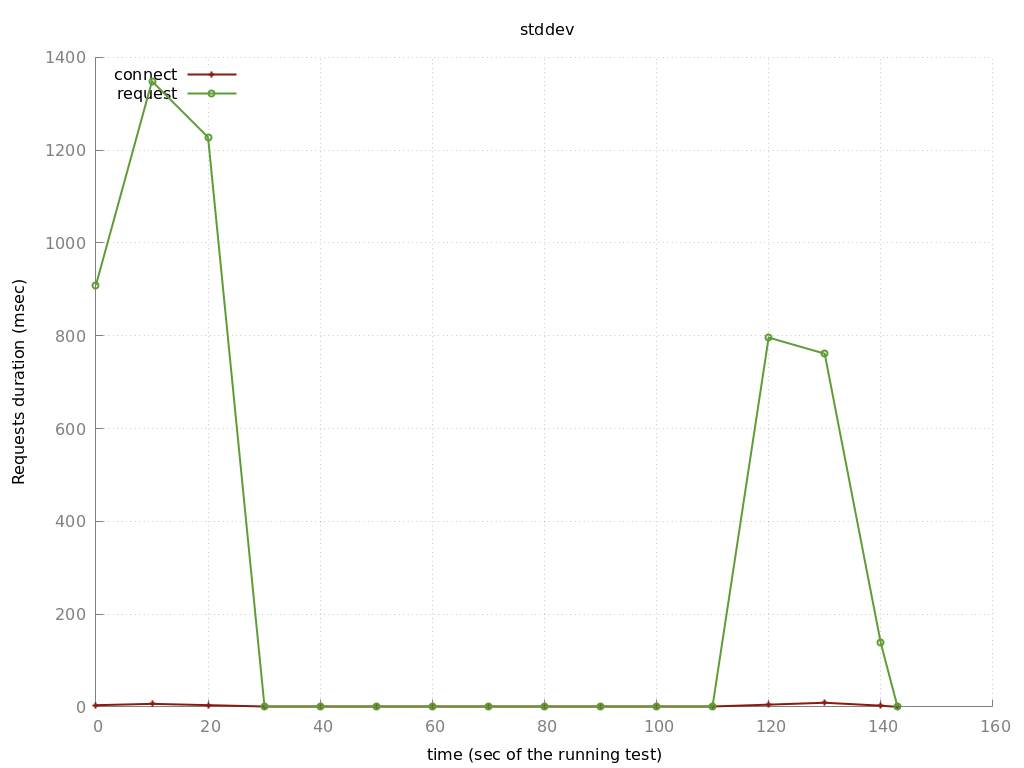 stddev
connect
request
1400
1200
1000
800
600
400
200
0
0 20 40 60 80 100 120 140 160
Requests duration (msec)
time (sec of the running test)